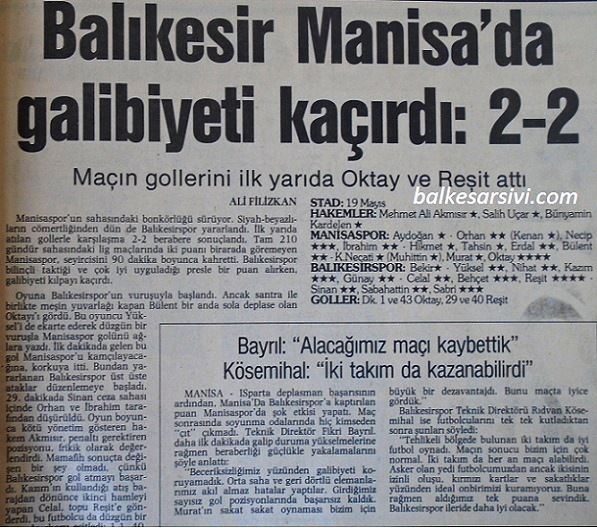 Balıkesir Manisa'da
galibiyeti kaçırdı: 2-2
Maçın gollerini ilk yarıda Oktay ve Reşit attı
balkesarsivi.com
ALİ FİLİZKAN
Manisaspor'un sahasındaki bonkörlüğü sürüyor. Siyah-beyazlı-
ların cömertliğinden dün de Balıkesirspor yararlandı. İlk yarıda
atılan gollerle karşılaşma 2-2 berabere sonuçlandı. Tam 210
gündür sahasındaki lig maçlarında iki puanı birarada göremeyen
Manisaspor, seyircisini 90 dakika boyunca kahretti. Balıkesirspor
bilinçli taktiği ve çok iyi uyguladığı presle bir puan alırken,
galibiyeti kılpayı kaçırdı.
Oyuna Balıkesirspor'un vuruşuyla başlandı. Ancak santra ile
birlikte meşin yuvarlağı kapan Bülent bir anda sola deplase olan
Oktay'ı gördü. Bu oyuncu Yük-
sel'i de ekarte ederek düzgün bir
vuruşla Manisaspor golünü ağ-
lara yazdı. İlk dakikada gelen bu
gol Manisaspor'u kamçılayaca-
ğına, korkuya itti. Bundan ya-
rarlanan Balıkesirspor üst üste
ataklar düzenlemeye başladı.
29. dakikada Sinan ceza sahası
içinde Orhan ve İbrahim tara-
fından düşürüldü. Oyun boyun-
ca kötü yönetim gösteren ha-
kem Akmısır, penaltı gerektiren
pozisyonu, frikik olarak değer-
lendirdi. Mamafih sonuçta deği-
şen bir şey olmadı, çünkü
Balıkesirspor gol atmayı başar-
dı. Kazım'ın kullandığı atış ba-
rajdan dönünce ikinci hamleyi
yapan Celal, topu Reşit'e gön-
derdi, bu futbolcu da düzgün bir
STAD: 19 Mayıs
HAKEMLER: Mehmet Ali Akmısır ★, Salih Uçar ★, Bünyamin
Kardelen ★
MANİSASPOR: Aydoğan ★ - Orhan ★★ (Kenan ★), Necip
★★★, İbrahim ★★ - Hikmet ★, Tahsin ★, Erdal ★★, Bülent
★★ - K.Necati ★ (Muhittin ★), Murat ★, Oktay ★★★★
BALIKESİRSPOR: Bekir ★ - Yüksel ★★, Nihat ★★, Kazım
★★★, Günay ★★ - Celal ★★, Behçet ★★★, Reşit ★★★★ -
Sinan ★★, Sabahattin ★★, Sabri ★★★
GOLLER: Dk. 1 ve 43 Oktay, 29 ve 40 Reşit
Bayrıl: "Alacağımız maçı kaybettik"
Kösemihal: "İki takım da kazanabilirdi"
MANİSA - ISparta deplasman başarısının
ardından, Manisa'Da Balıkesirspor'a kaptırılan
puan Manisaspor'da şok etkisi yaptı. Maç
sonrasında soyunma odalarında hiç kimseden
"çıt" çıkmadı. Teknik Direktör Fikri Bayrıl,
daha ilk dakikada galip duruma yükselmelerine
rağmen beraberliği güçlükle yakalamalarını
şöyle anlattı:
"Beceriksizliğimiz yüzünden galibiyeti ko-
ruyamadık. Orta saha ve geri dörtlü elemanla-
rımız akıl almaz hatalar yaptılar. Girdiğimiz
sayısız gol pozisyonlarında başarısız kaldık.
Murat'ın sakat sakat oynaması bizim için
büyük bir dezavantajdı. Bunu maçta iyice
gördük."
Balıkesirspor Teknik Direktörü Rıdvan Köse-
mihal ise futbolcularını tek tek kutladıktan
sonra şunları söyledi:
"Tehlikeli bölgede bulunan iki takım da iyi
futbol oynadı. Maçın sonucu bizim için çok
normal. İki takım da her an maçı alabilirdi.
Asker olan yedi futbolcumuzdan ancak ikisinin
izinli oluşu, kırmızı kartlar ve sakatlıklar
yüzünden ideal onbirimizi kuramıyoruz. Buna
rağmen aldığımız tek puana sevindik.
Balıkesirspor ileride daha iyi olacak."